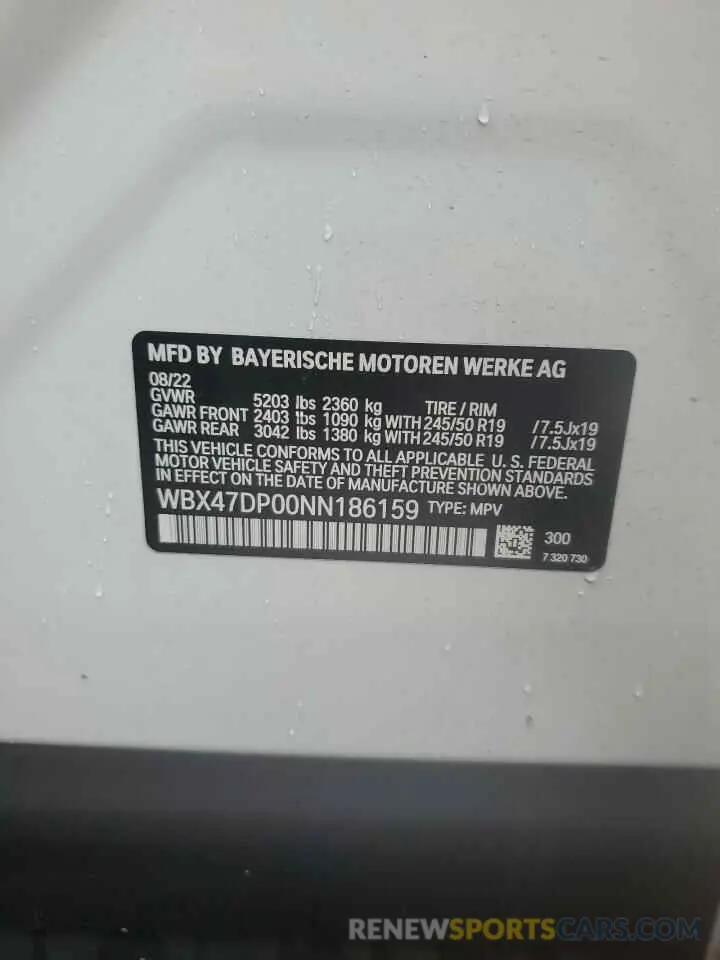 MFD BY BAYERISCHE MOTOREN WERKE AG
08/22
GVWR 5203 lbs 2360 kg TIRE / RIM
GAWR FRONT 2403 lbs 1090 kg WITH 245/50 R19 /7.5Jx19
GAWR REAR 3042 lbs 1380 kg WITH 245/50 R19 /7.5Jx19
THIS VEHICLE CONFORMS TO ALL APPLICABLE U. S. FEDERAL
MOTOR VEHICLE SAFETY AND THEFT PREVENTION STANDARDS
IN EFFECT ON THE DATE OF MANUFACTURE SHOWN ABOVE.
WBX47DP00NN186159 TYPE: MPV
300
7 320 730
RENEWSPORTSCARS.COM